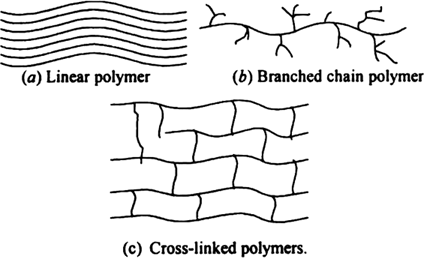 (a) Linear polymer
(b) Branched chain polymer
(c) Cross-linked polymers.